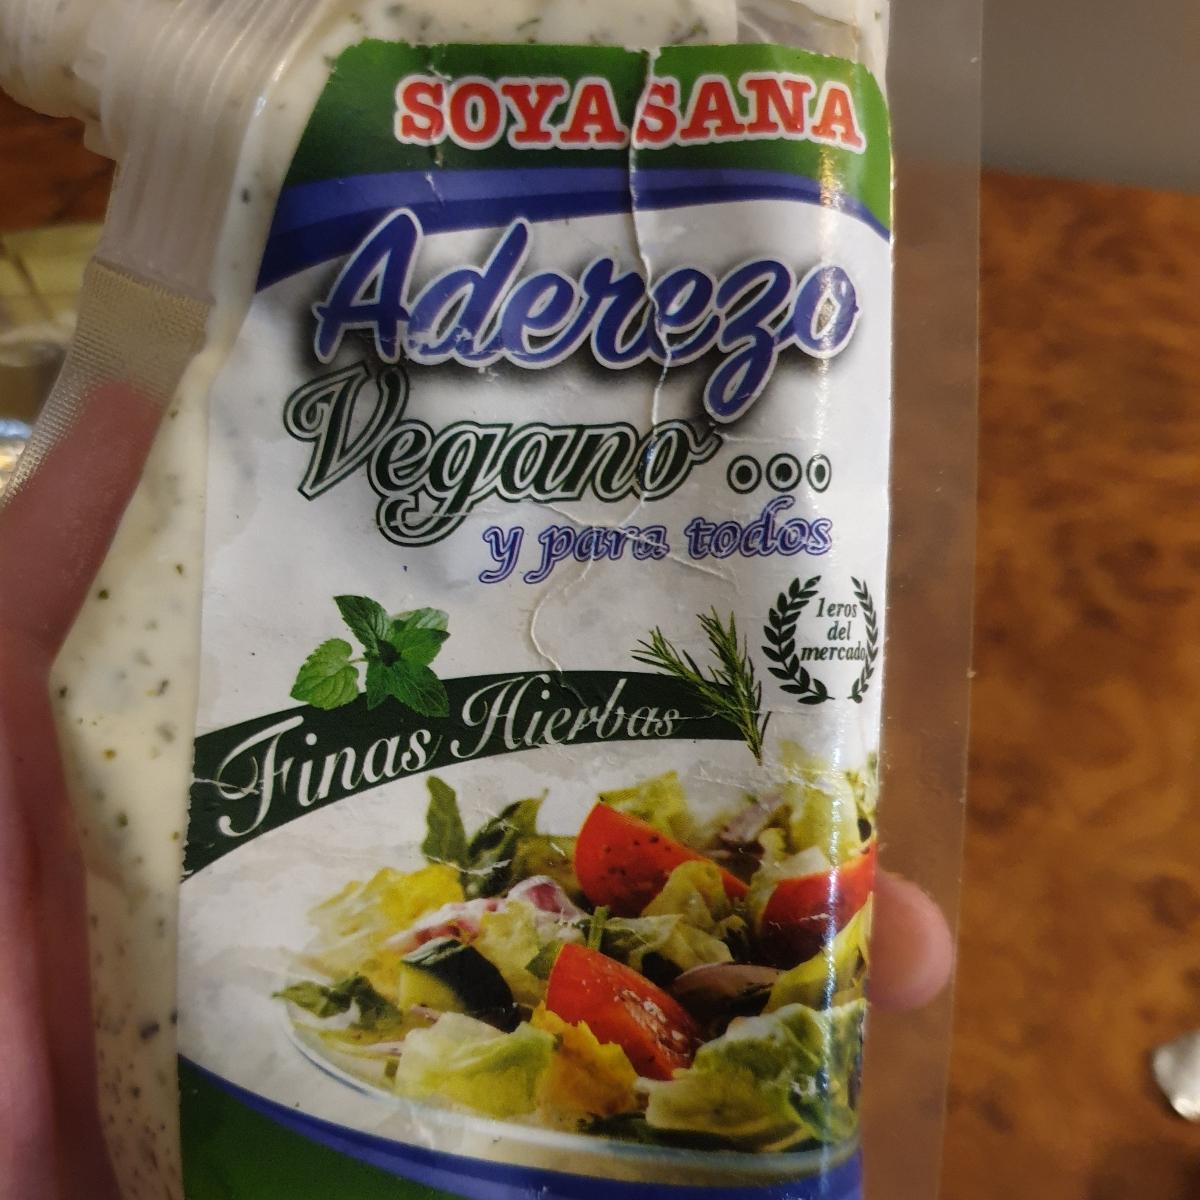 SOYASANA
Aderezo
Vegano ...
y para todos
1eros
del
mercado
Finas Hierbas